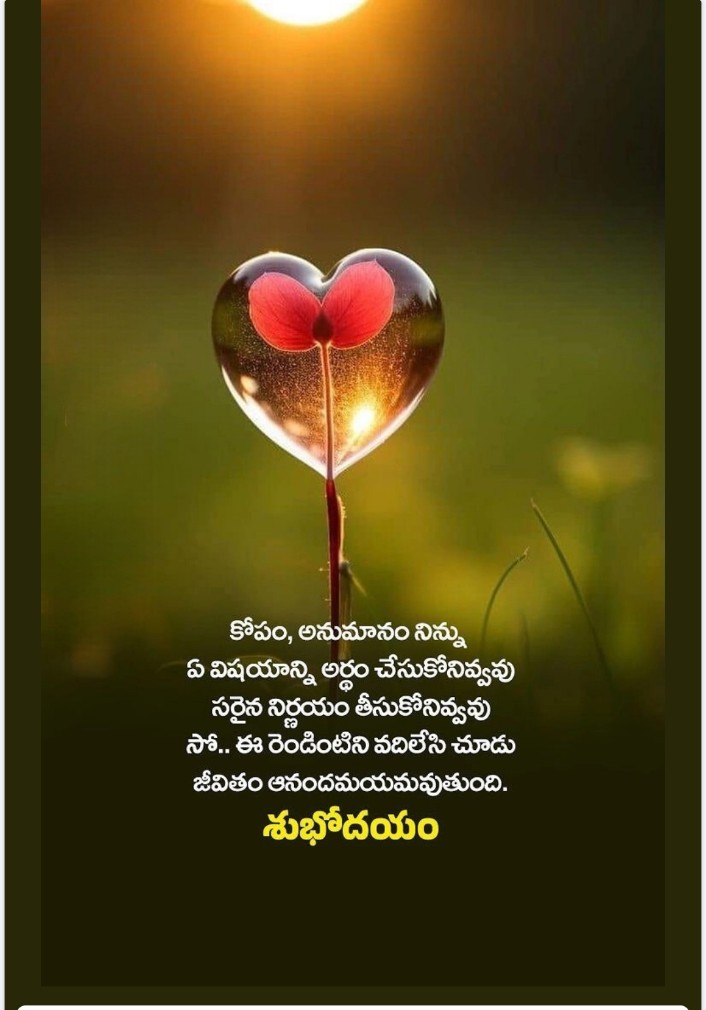 కోపం, అనుమానం నిన్ను
ఏ విషయాన్ని అర్థం చేసుకోనివ్వవు
సరైన నిర్ణయం తీసుకోనివ్వవు
సో.. ఈ రెండింటిని వదిలేసి చూడు
జీవితం ఆనందమయమవుతుంది.
శుభోదయం